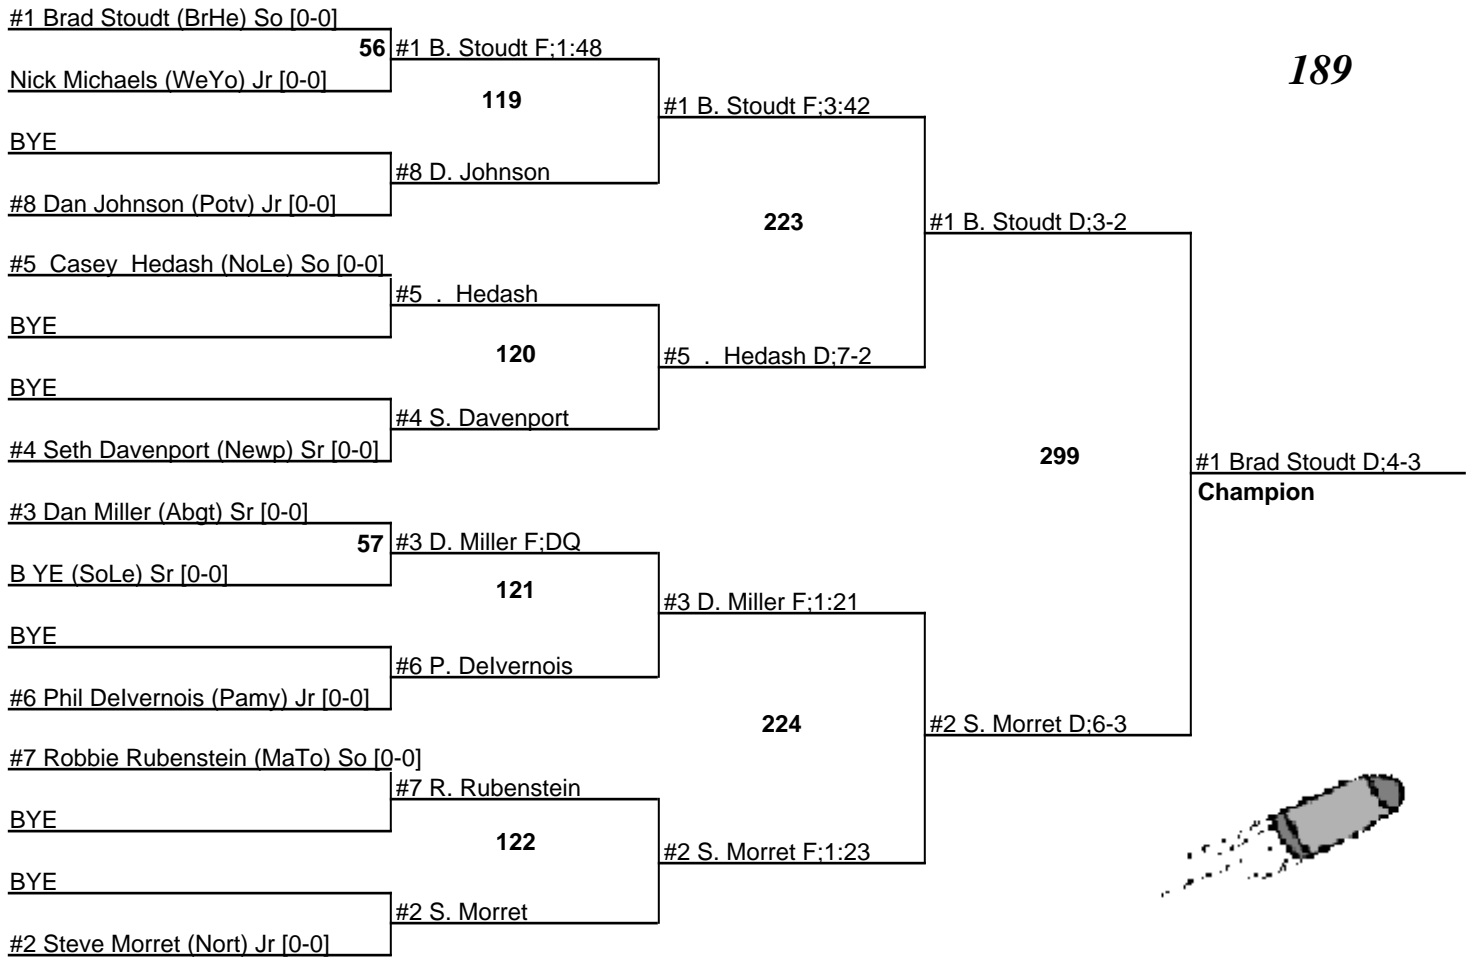 #1 Brad Stoudt (BrHe) So [0-0]
56 #1 B. Stoudt F;1:48
189
Nick Michaels (WeYo) Jr [0-0]
119
#1 B. Stoudt F;3:42
BYE
#8 D. Johnson
#8 Dan Johnson (Potv) Jr [0-0]
223
#1 B. Stoudt D;3-2
#5  Casey  Hedash (NoLe) So [0-0]
#5  .  Hedash
BYE
120
#5  .  Hedash D;7-2
BYE
#4 S. Davenport
#4 Seth Davenport (Newp) Sr [0-0]
299
#1 Brad Stoudt D;4-3
Champion
#3 Dan Miller (Abgt) Sr [0-0]
57 #3 D. Miller F;DQ
B YE (SoLe) Sr [0-0]
121
#3 D. Miller F;1:21
BYE
#6 P. DeIvernois
#6 Phil DeIvernois (Pamy) Jr [0-0]
224
#2 S. Morret D;6-3
#7 Robbie Rubenstein (MaTo) So [0-0]
#7 R. Rubenstein
BYE
122
#2 S. Morret F;1:23
BYE
#2 S. Morret
#2 Steve Morret (Nort) Jr [0-0]